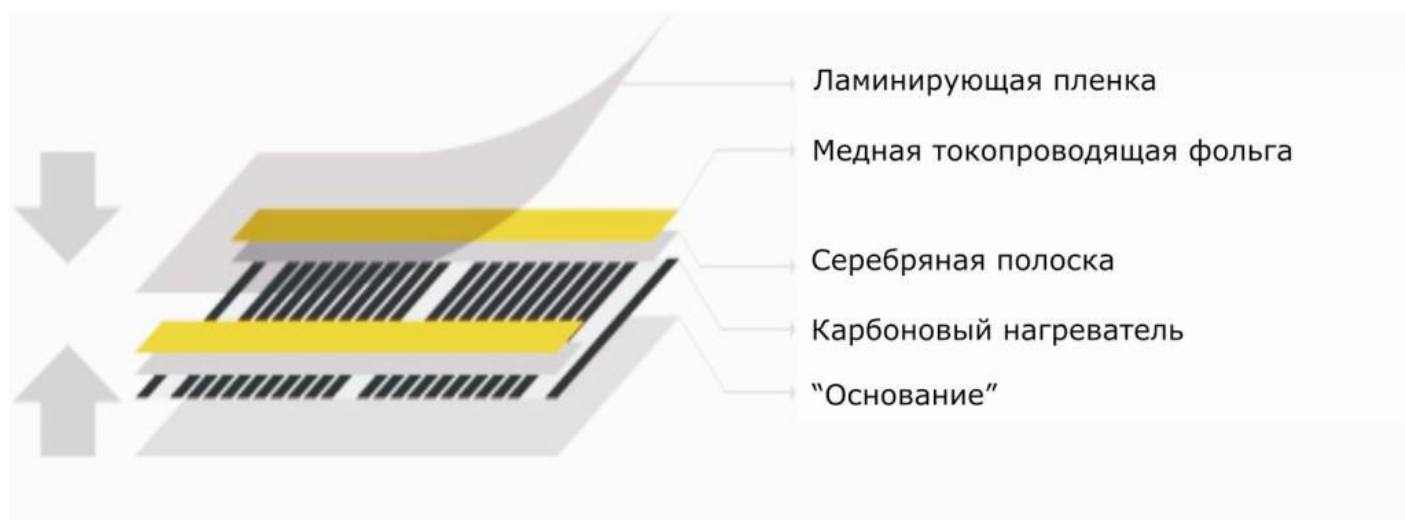 Ламинирующая пленка
Медная токопроводящая фольга
Серебряная полоска
Карбоновый нагреватель
“Основание”